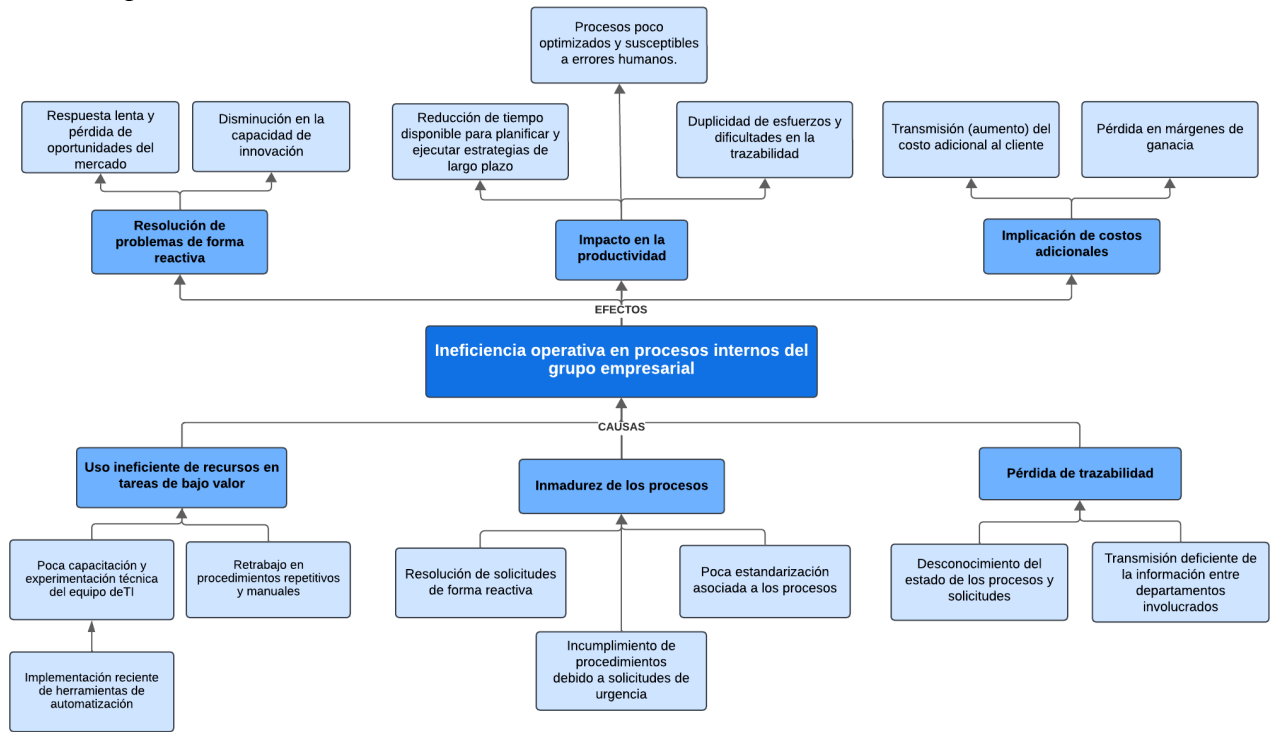 Procesos poco
optimizados y susceptibles
a errores humanos.
Respuesta lenta y
pérdida de
oportunidades del
mercado
Disminución en la
capacidad de
innovación
Reducción de tiempo
disponible para planificar y
ejecutar estrategias de
largo plazo
Duplicidad de esfuerzos y
dificultades en la
trazabilidad
Transmisión (aumento) del
costo adicional al cliente
Pérdida en márgenes de
ganacia
Resolución de
problemas de forma
reactiva
Impacto en la
productividad
Implicación de costos
adicionales
EFECTOS
Ineficiencia operativa en procesos internos del
grupo empresarial
CAUSAS
Uso ineficiente de recursos en
tareas de bajo valor
Inmadurez de los procesos
Pérdida de trazabilidad
Poca capacitación y
experimentación técnica
del equipo deTI
Retrabajo en
procedimientos repetitivos
y manuales
Resolución de solicitudes
de forma reactiva
Poca estandarización
asociada a los procesos
Desconocimiento del
estado de los procesos y
solicitudes
Transmisión deficiente de
la información entre
departamentos
involucrados
Implementación reciente
de herramientas de
automatización
Incumplimiento de
procedimientos
debido a solicitudes de
urgencia